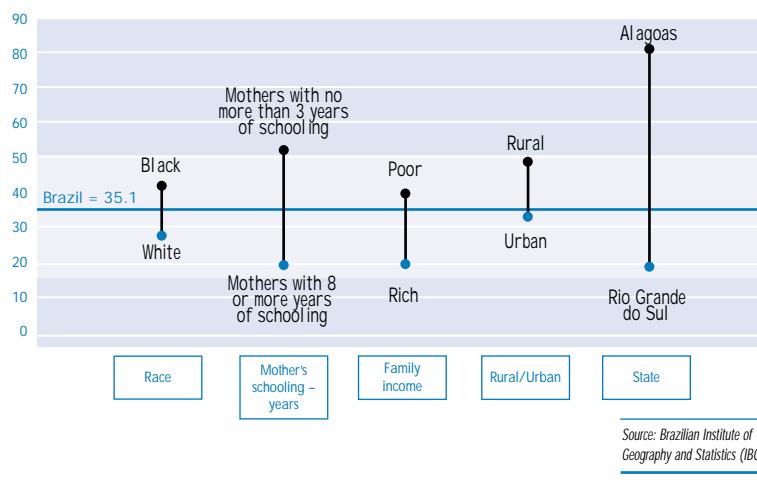 90
80
70
60
50
40
30
20
10
0
Brazil = 35.1
Black
White
Mothers with no
more than 3 years
of schooling
Mothers with 8
or more years
of schooling
Poor
Rich
Rural
Urban
Alagoas
Rio Grande
do Sul
Race
Mother's
schooling –
years
Family
income
Rural/Urban
State
Source: Brazilian Institute of
Geography and Statistics (IBG